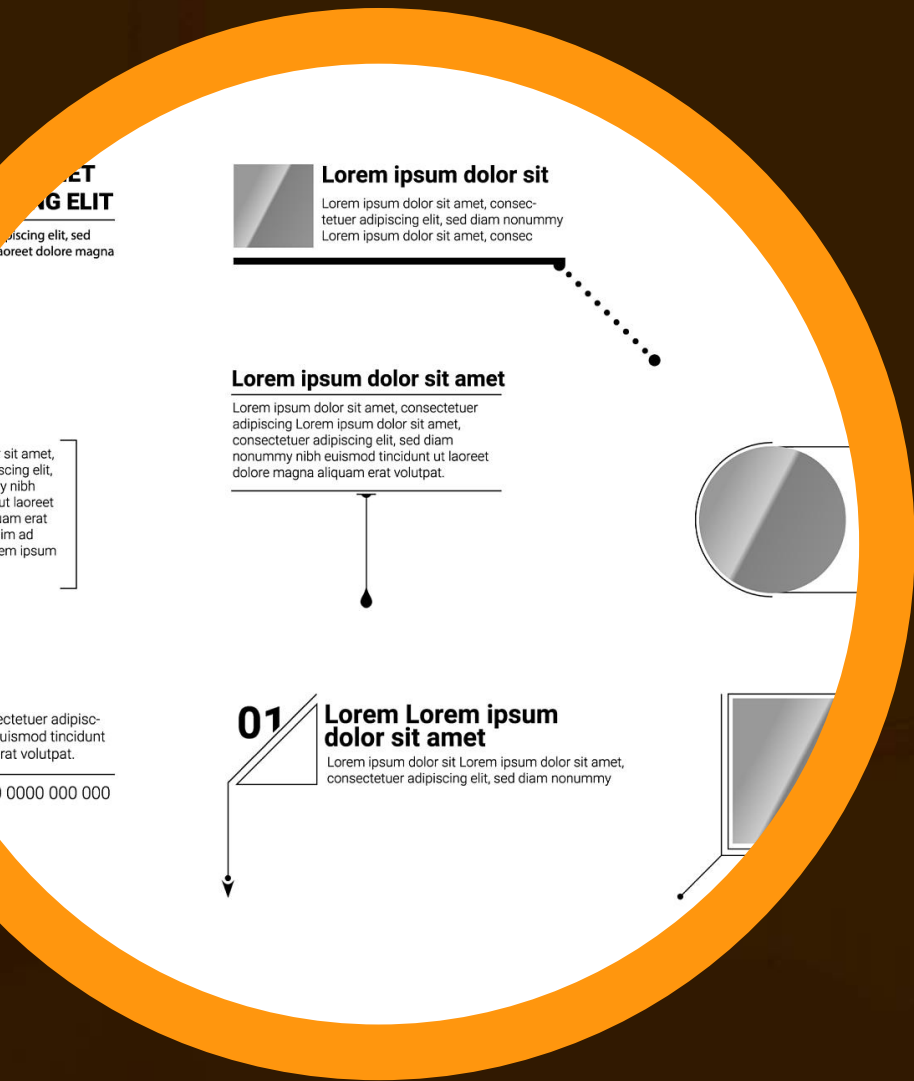 NG ELIT
elit, sed
dolore magna
Lorem ipsum dolor sit
Lorem ipsum dolor sit amet, consec-
tetuer adipiscing elit, sed diam nonummy
Lorem ipsum dolor sit amet, consec
Lorem ipsum dolor sit amet
Lorem ipsum dolor sit amet, consectetuer
adipiscing Lorem ipsum dolor sit amet,
consectetuer adipiscing elit, sed diam
nonummy nibh euismod tincidunt ut laoreet
dolore magna aliquam erat volutpat.
sit amet,
scing elit,
y nibh
ut laoreet
uam erat
im ad
em ipsum
01
Lorem Lorem ipsum
dolor sit amet
Lorem ipsum dolor sit Lorem ipsum dolor sit amet,
consectetuer adipiscing elit, sed diam nonummy
ectetuer adipisc-
uismod tincidunt
rat volutpat.
0000 000 000